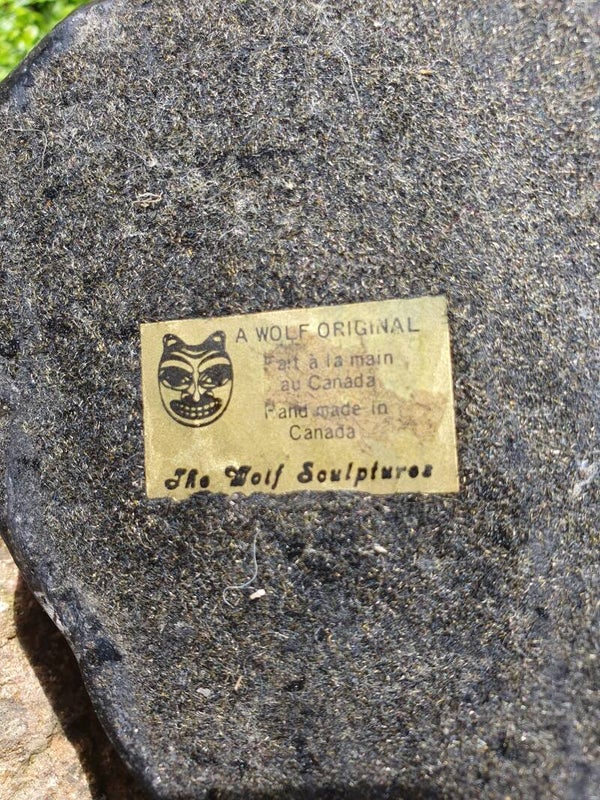 A WOLF ORIGINAL
Fait à la main
au Canada
Hand made in
Canada
The Wolf Sculptures